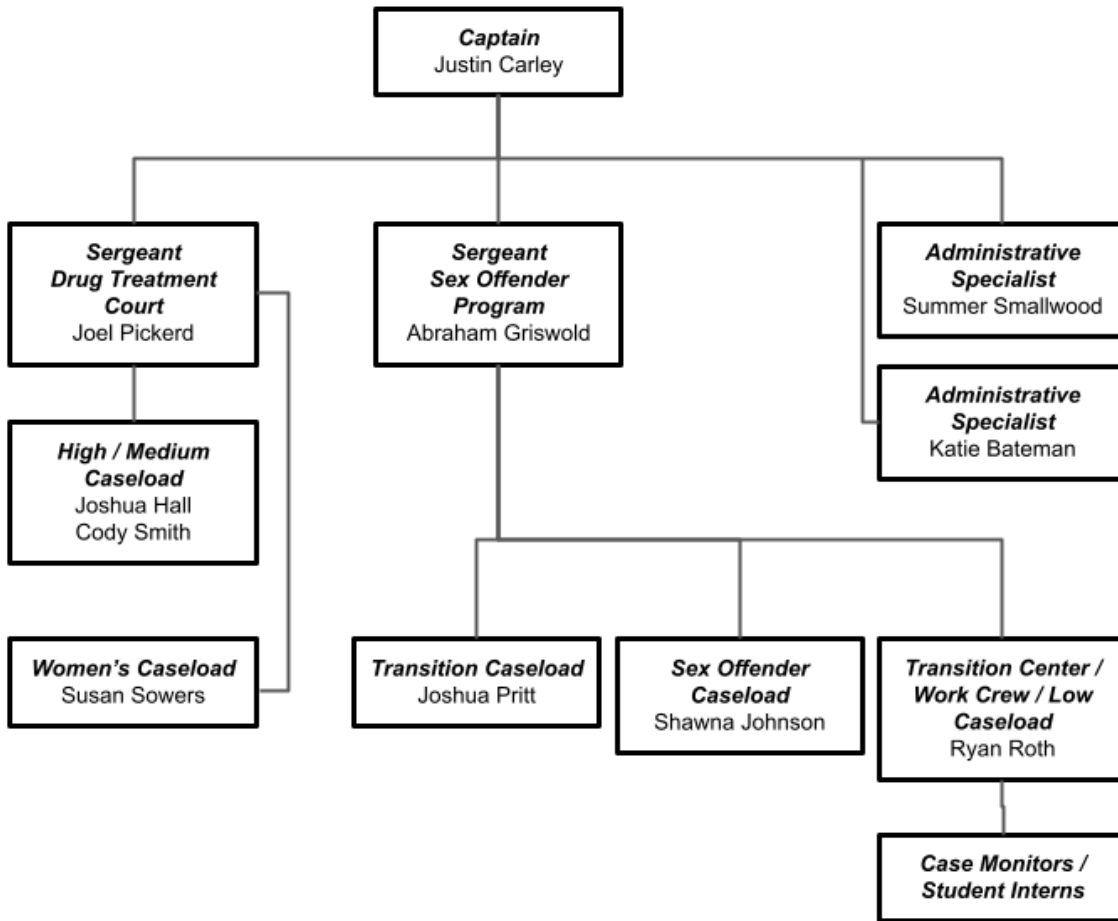 Captain
Justin Carley
Sergeant
Drug Treatment
Court
Joel Pickerd
Sergeant
Sex Offender
Program
Abraham Griswold
Administrative
Specialist
Summer Smallwood
Administrative
Specialist
Katie Bateman
High / Medium
Caseload
Joshua Hall
Cody Smith
Women's Caseload
Susan Sowers
Transition Caseload
Joshua Pritt
Sex Offender
Caseload
Shawna Johnson
Transition Center /
Work Crew / Low
Caseload
Ryan Roth
Case Monitors /
Student Interns